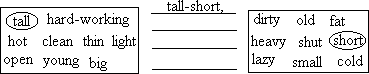 tall hard-working
hot clean thin light
open young big
tall-short,
dirty old fat
heavy shut short
lazy small cold